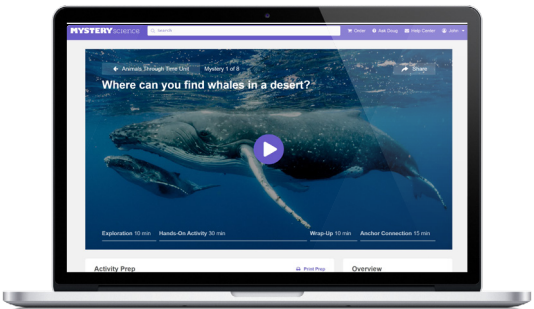 MYSTERYscience Search Order Ask Doug Help Center John
Animals Through Time Unit Mystery 1 of 8 Share
Where can you find whales in a desert?
Exploration 10 min Hands-On Activity 30 min Wrap-Up 10 min Anchor Connection 15 min
Activity Prep Print Prep Overview